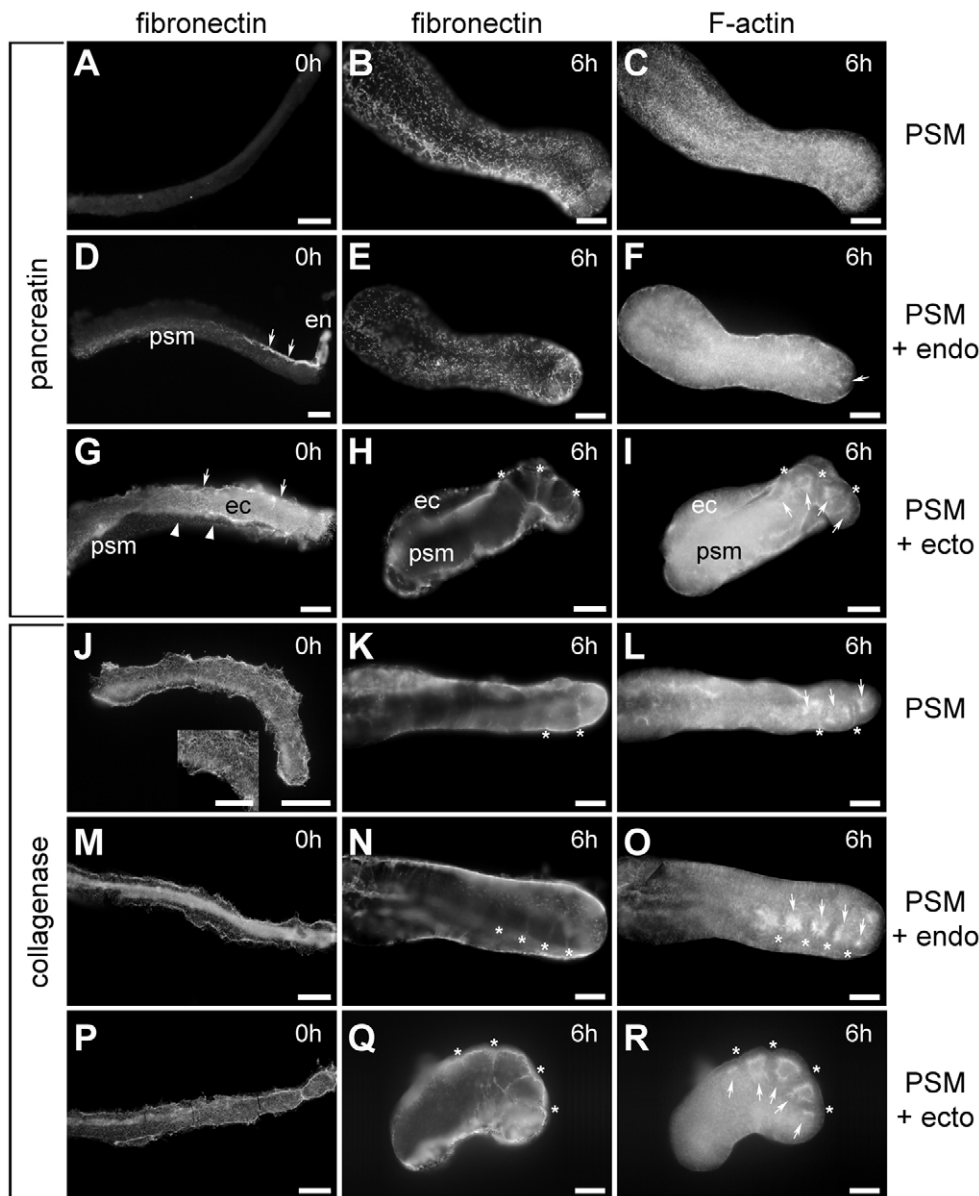 fibronectin fibronectin F-actin
A 0h B 6h C 6h PSM
D 0h E 6h F 6h
psm en
PSM
+ endo
G 0h H 6h I 6h
ec ec ec
psm psm psm
* * * * * *
PSM
+ ecto
pancreatin
J 0h K 6h L 6h PSM
* * * *
M 0h N 6h O 6h
* * * * * * * *
PSM
+ endo
P 0h Q 6h R 6h
* * * * * * * *
PSM
+ ecto
collagenase